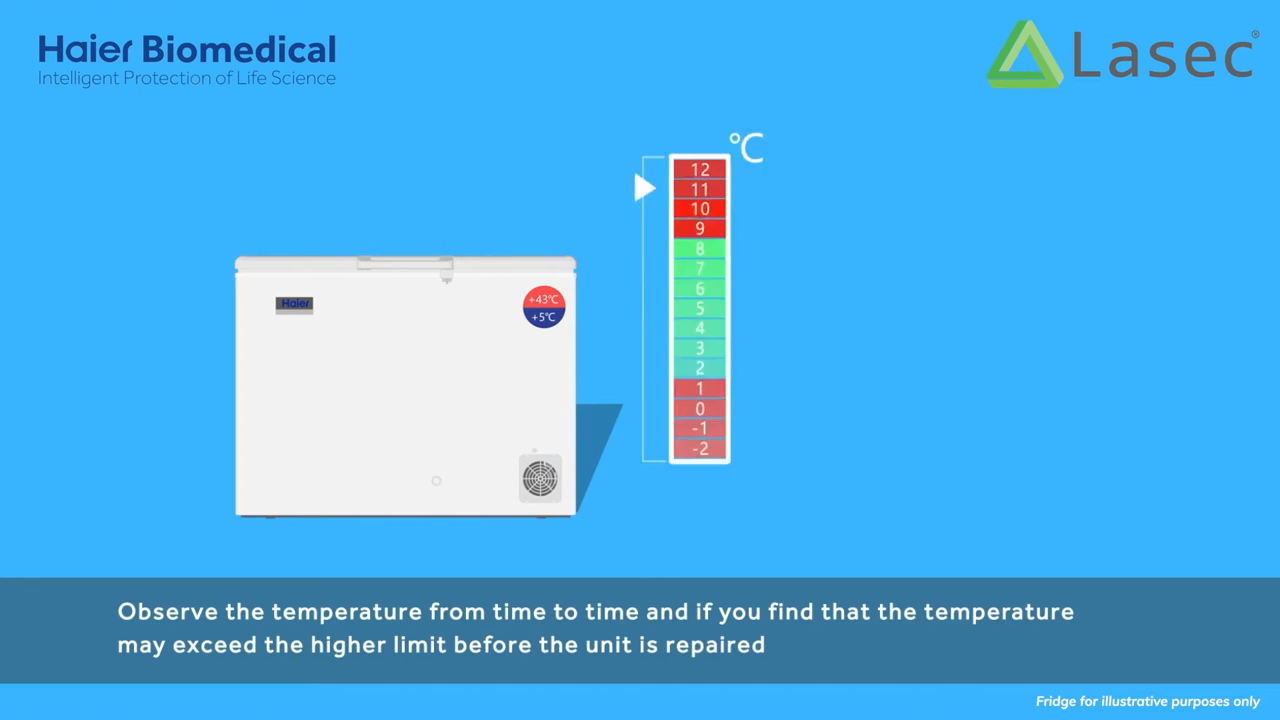 Haier Biomedical
Intelligent Protection of Life Science
Lasec®
°C
12
11
10
9
8
7
6
5
4
3
2
1
0
-1
-2
Haier
+43℃
+5℃
Observe the temperature from time to time and if you find that the temperature
may exceed the higher limit before the unit is repaired
Fridge for illustrative purposes only